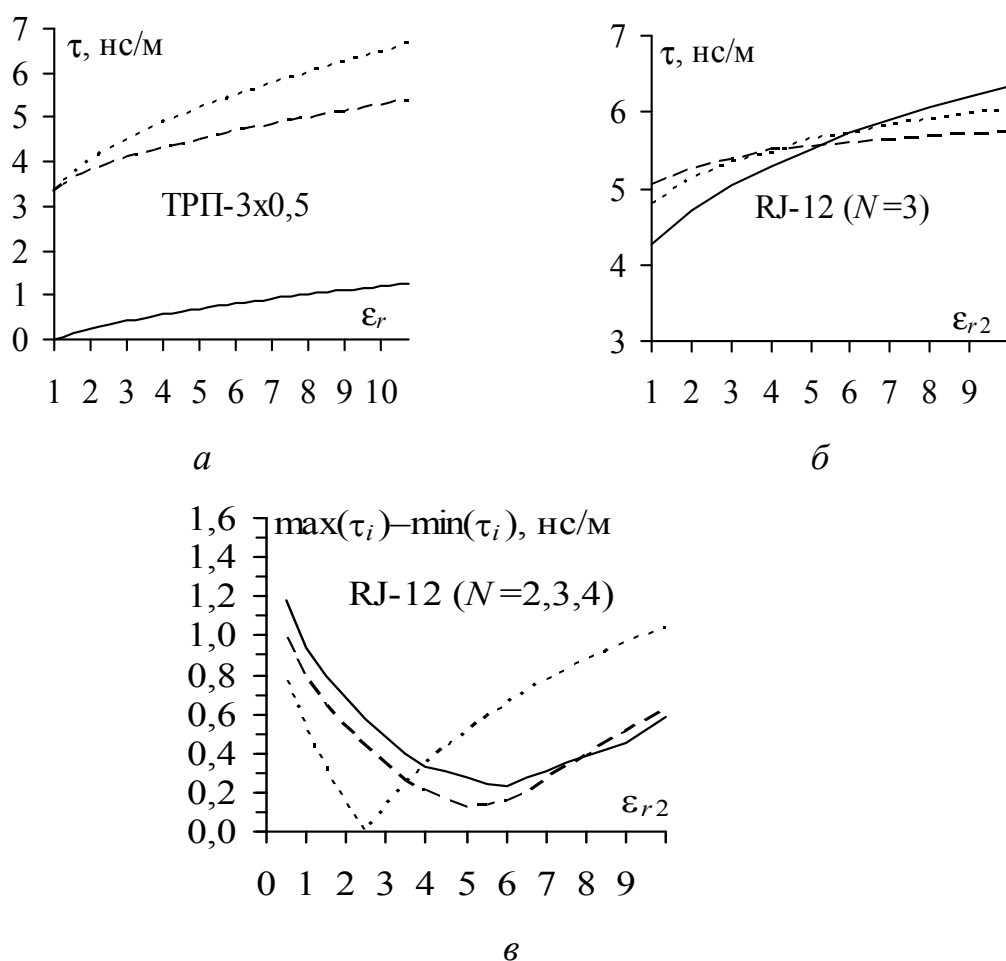 7
6
5
4
3
2
1
0
τ, нс/м
ТРП-3х0,5
εr
1 2 3 4 5 6 7 8 9 10
а
7
6
5
4
3
τ, нс/м
RJ-12 (N=3)
εr2
1 2 3 4 5 6 7 8 9
б
1,6
1,4
1,2
1,0
0,8
0,6
0,4
0,2
0,0
max(τi)–min(τi), нс/м
RJ-12 (N=2,3,4)
εr2
0 1 2 3 4 5 6 7 8 9
в